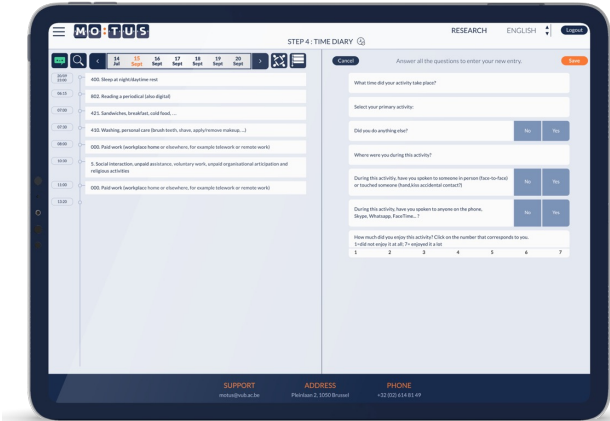 MOTUS
RESEARCH
ENGLISH
Logout
STEP 4 : TIME DIARY
14 Jul
15 Sept
16 Sept
17 Sept
18 Sept
19 Sept
20 Sept
23:00
400. Sleep at night/daytime rest
06:15
802. Reading a periodical (also digital)
07:00
421. Sandwiches, breakfast, cold food, ....
07:30
410. Washing, personal care (brush teeth, shave, apply/remove makeup, ...)
08:00
000. Paid work (workplace home or elsewhere, for example telework or remote work)
5. Social interaction, unpaid assistance, voluntary work, unpaid organisational articipation and
religious activities
11:00
000. Paid work (workplace home or elsewhere, for example telework or remote work)
Cancel
Answer all the questions to enter your new entry.
Save
What time did your activity take place?
Select your primary activity:
Did you do anything else?
No
Yes
Where were you during this activity?
During this activity, have you spoken to someone in person (face-to-face)
or touched someone (hand,kiss accidental contact?)
No
Yes
During this activity, have you spoken to anyone on the phone,
Skype, Whatsapp, FaceTime... ?
No
Yes
How much did you enjoy this activity? Click on the number that corresponds to you,
1=did not enjoy it at all; 7= enjoyed it a lot
1 2 3 4 5 6 7
SUPPORT
motus@vub.ac.be
ADDRESS
Pleinlaan 2, 1050 Brussel
PHONE
+32 (02) 614 81 49